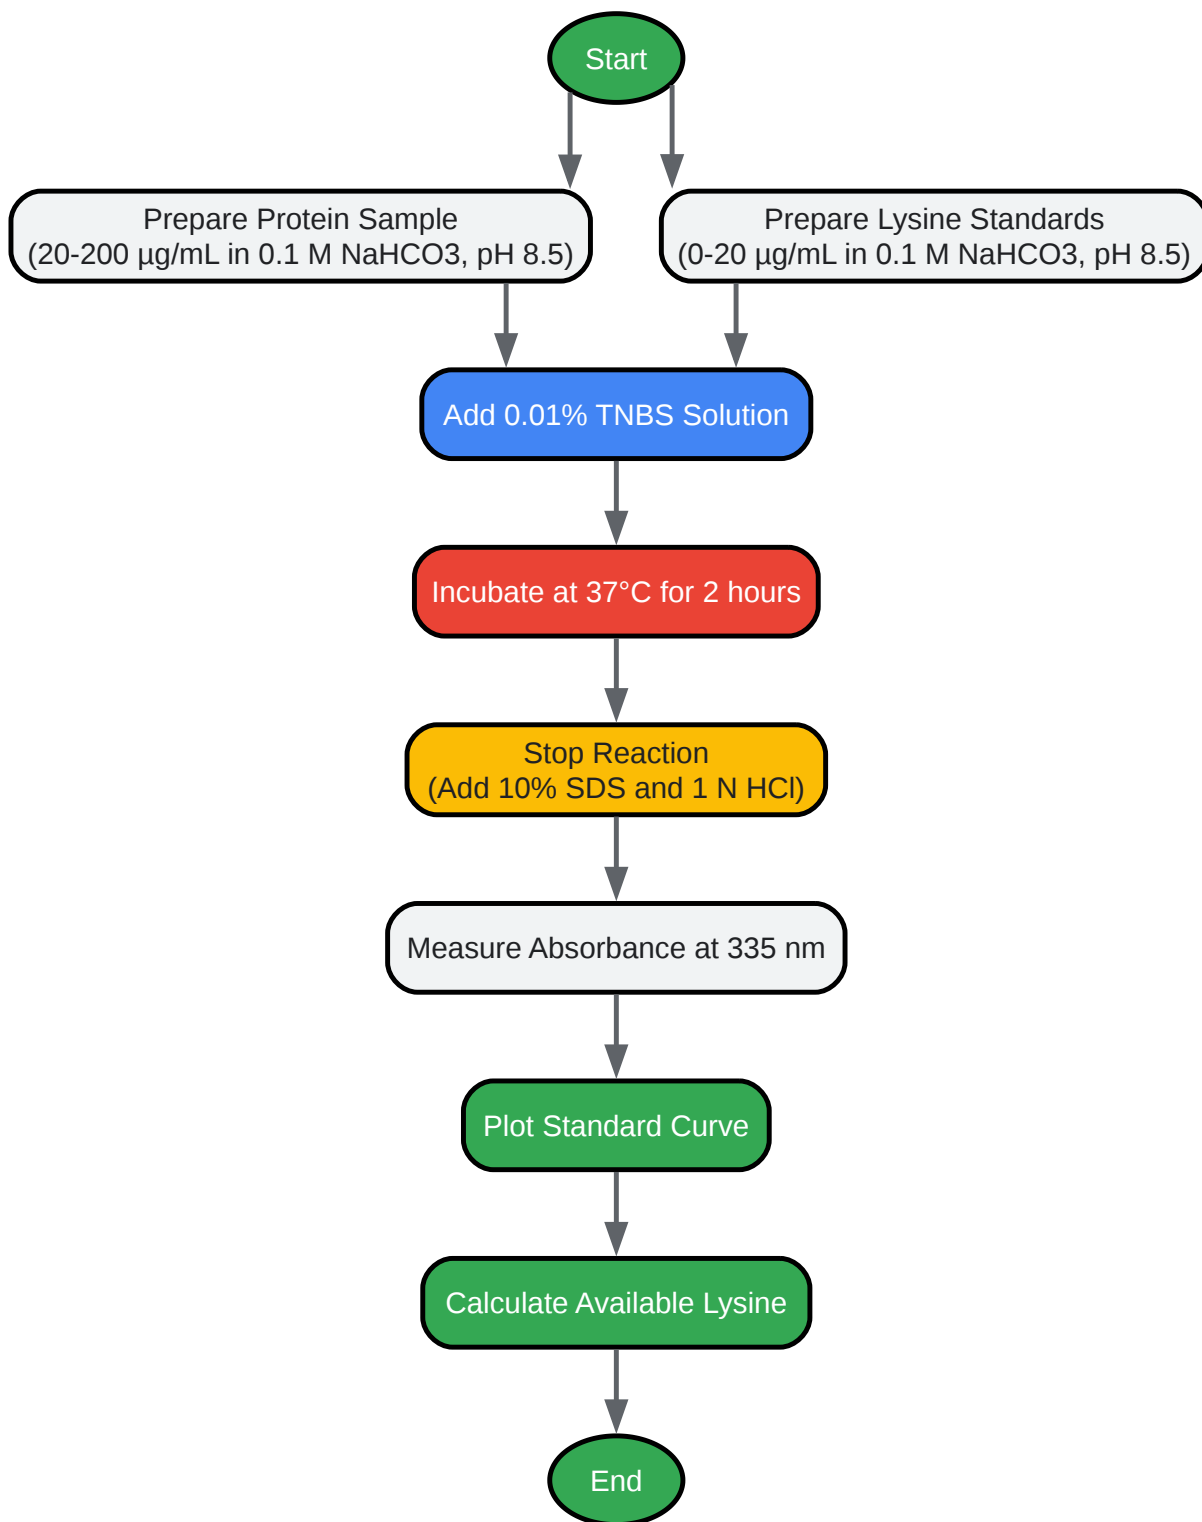 Start
Prepare Protein Sample
(20-200 µg/mL in 0.1 M NaHCO3, pH 8.5)
Prepare Lysine Standards
(0-20 µg/mL in 0.1 M NaHCO3, pH 8.5)
Add 0.01% TNBS Solution
Incubate at 37°C for 2 hours
Stop Reaction
(Add 10% SDS and 1 N HCl)
Measure Absorbance at 335 nm
Plot Standard Curve
Calculate Available Lysine
End